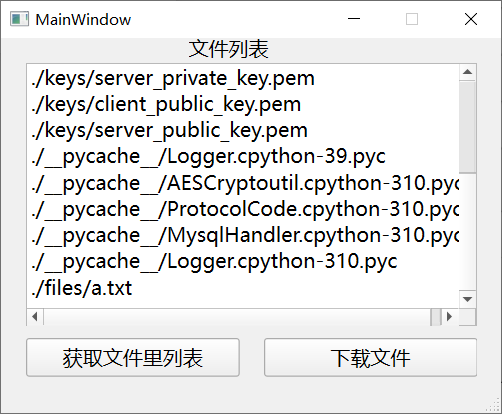 MainWindow
文件列表
./keys/server_private_key.pem
./keys/client_public_key.pem
./keys/server_public_key.pem
./__pycache__/Logger.cpython-39.pyc
./__pycache__/AESCryptoutil.cpython-310.pyc
./__pycache__/ProtocolCode.cpython-310.pyc
./__pycache__/MysqlHandler.cpython-310.pyc
./__pycache__/Logger.cpython-310.pyc
./files/a.txt
获取文件里列表
下载文件